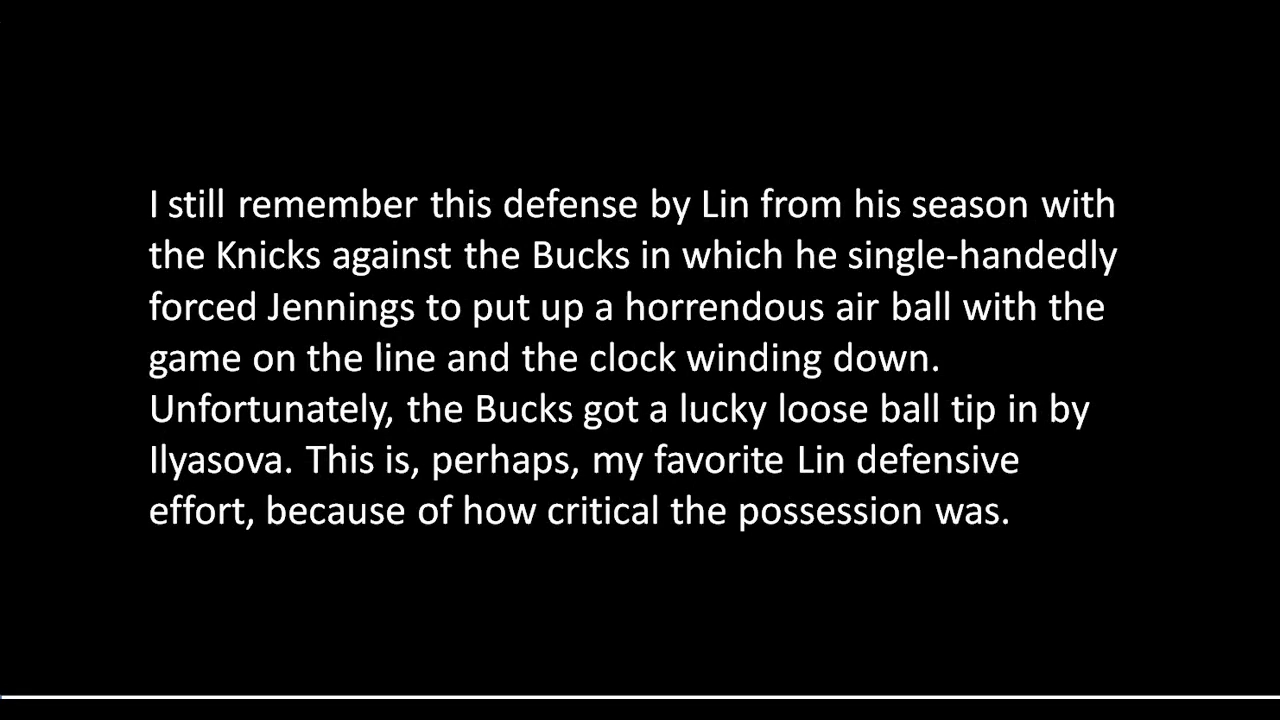 I still remember this defense by Lin from his season with
the Knicks against the Bucks in which he single-handedly
forced Jennings to put up a horrendous air ball with the
game on the line and the clock winding down.
Unfortunately, the Bucks got a lucky loose ball tip in by
Ilyasova. This is, perhaps, my favorite Lin defensive
effort, because of how critical the possession was.